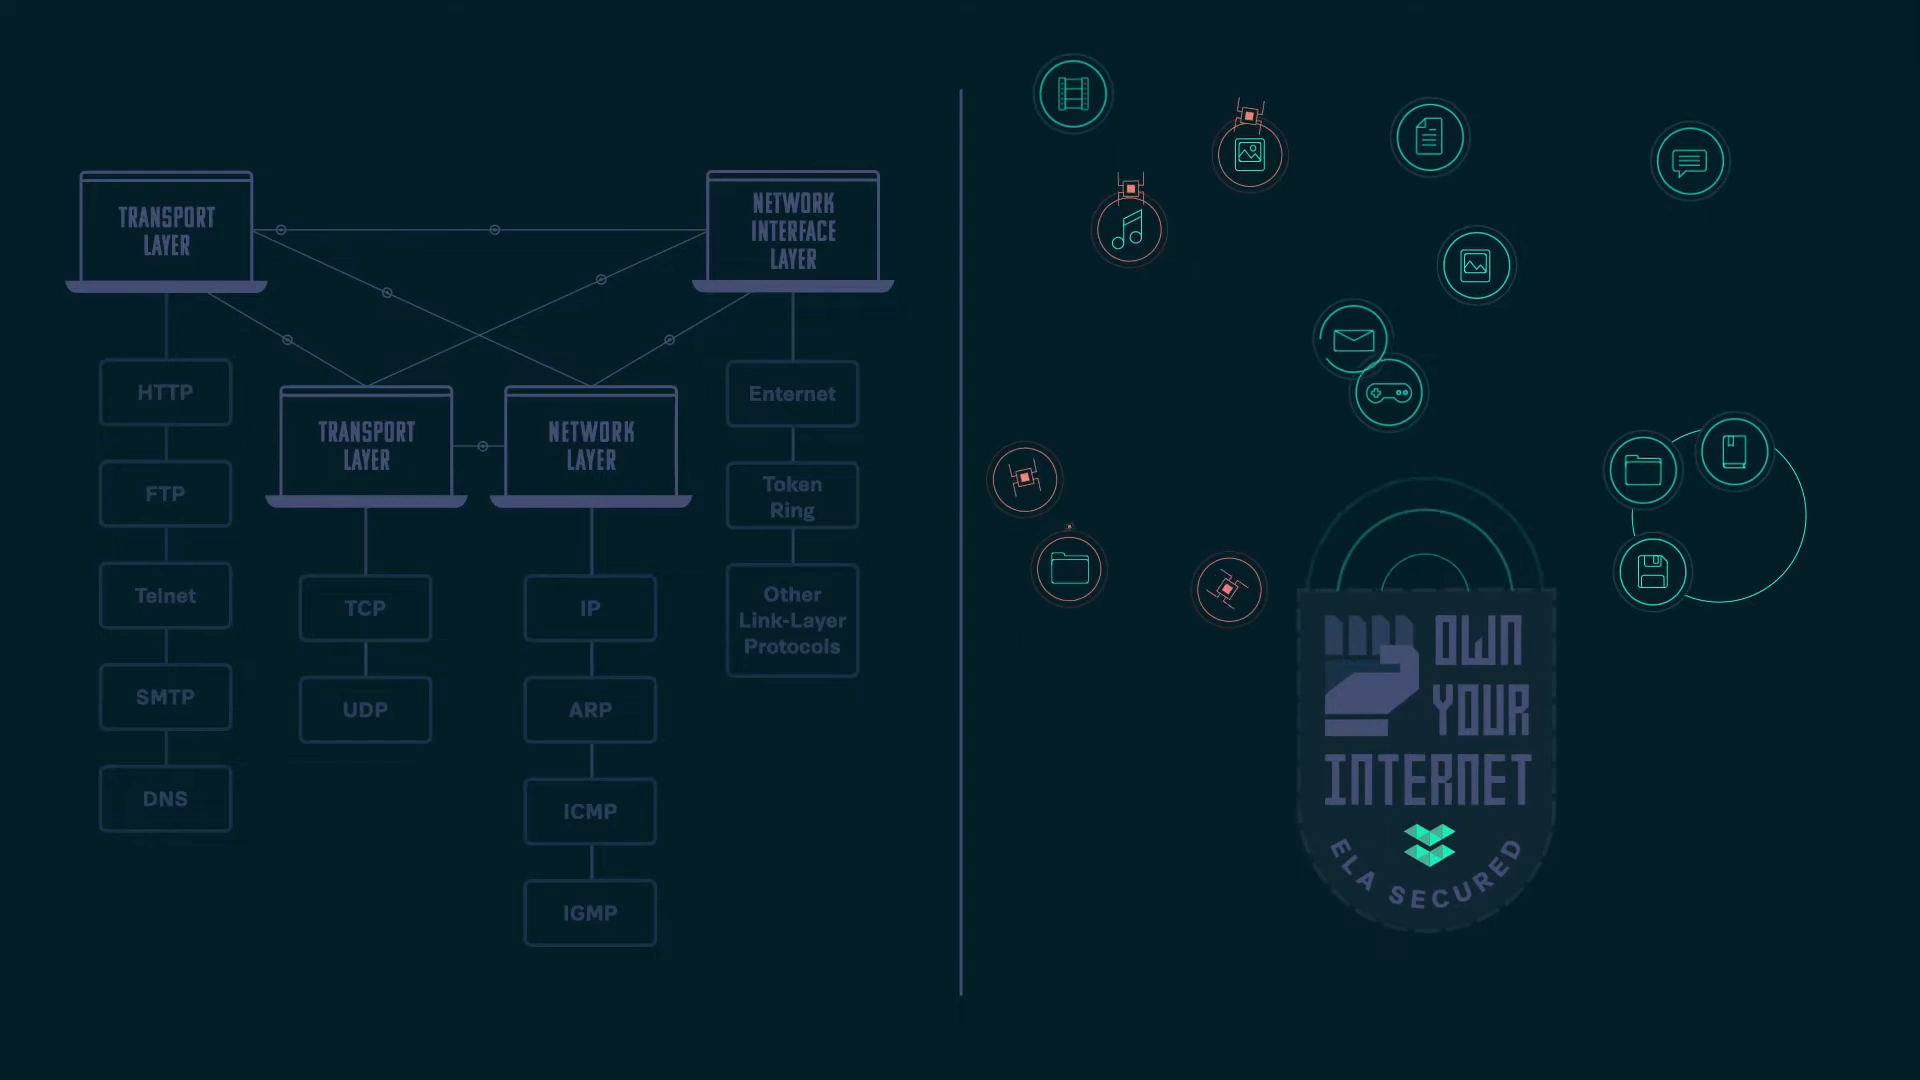 TRANSPORT
LAYER
HTTP
FTP
Telnet
SMTP
DNS
TRANSPORT
LAYER
TCP
UDP
NETWORK
LAYER
IP
ARP
ICMP
IGMP
NETWORK
INTERFACE
LAYER
Enternet
Token
Ring
Other
Link-Layer
Protocols
OWN
YOUR
INTERNET
ELA SECURED